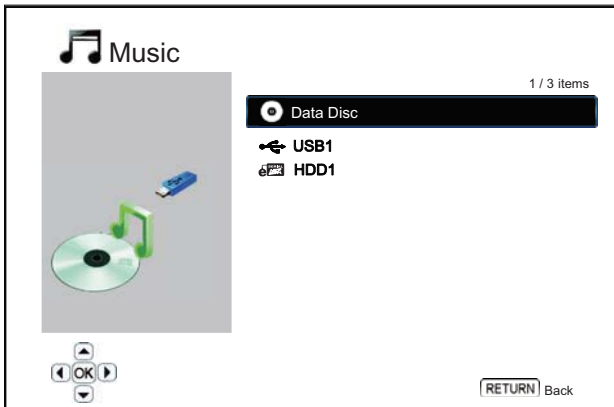 Music
1 / 3 items
Data Disc
USB1
HDD1
OK
RETURN Back